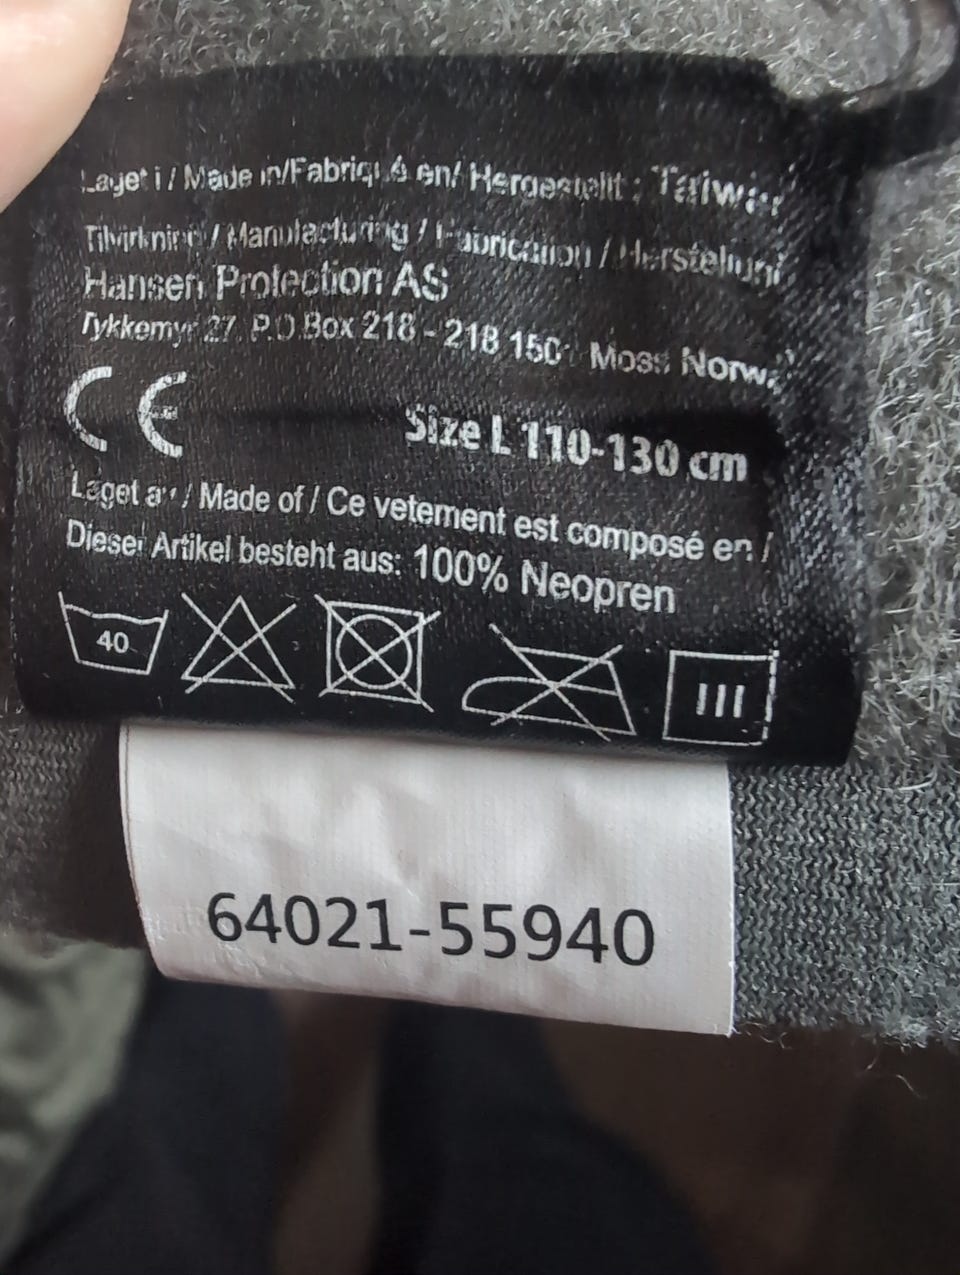 Laget i / Made in/Fabriqué en/ Hergestellt : Taiwan
Tilvirkning / Manufacturing / Fabrication / Herstellung
Hansen Protection AS
Tykkemyr 27. P.O.Box 218 - 218 150 Moss Norway
CE
Size L 110-130 cm
Laget av / Made of / Ce vetement est composé en /
Dieser Artikel besteht aus: 100% Neopren
40
64021-55940